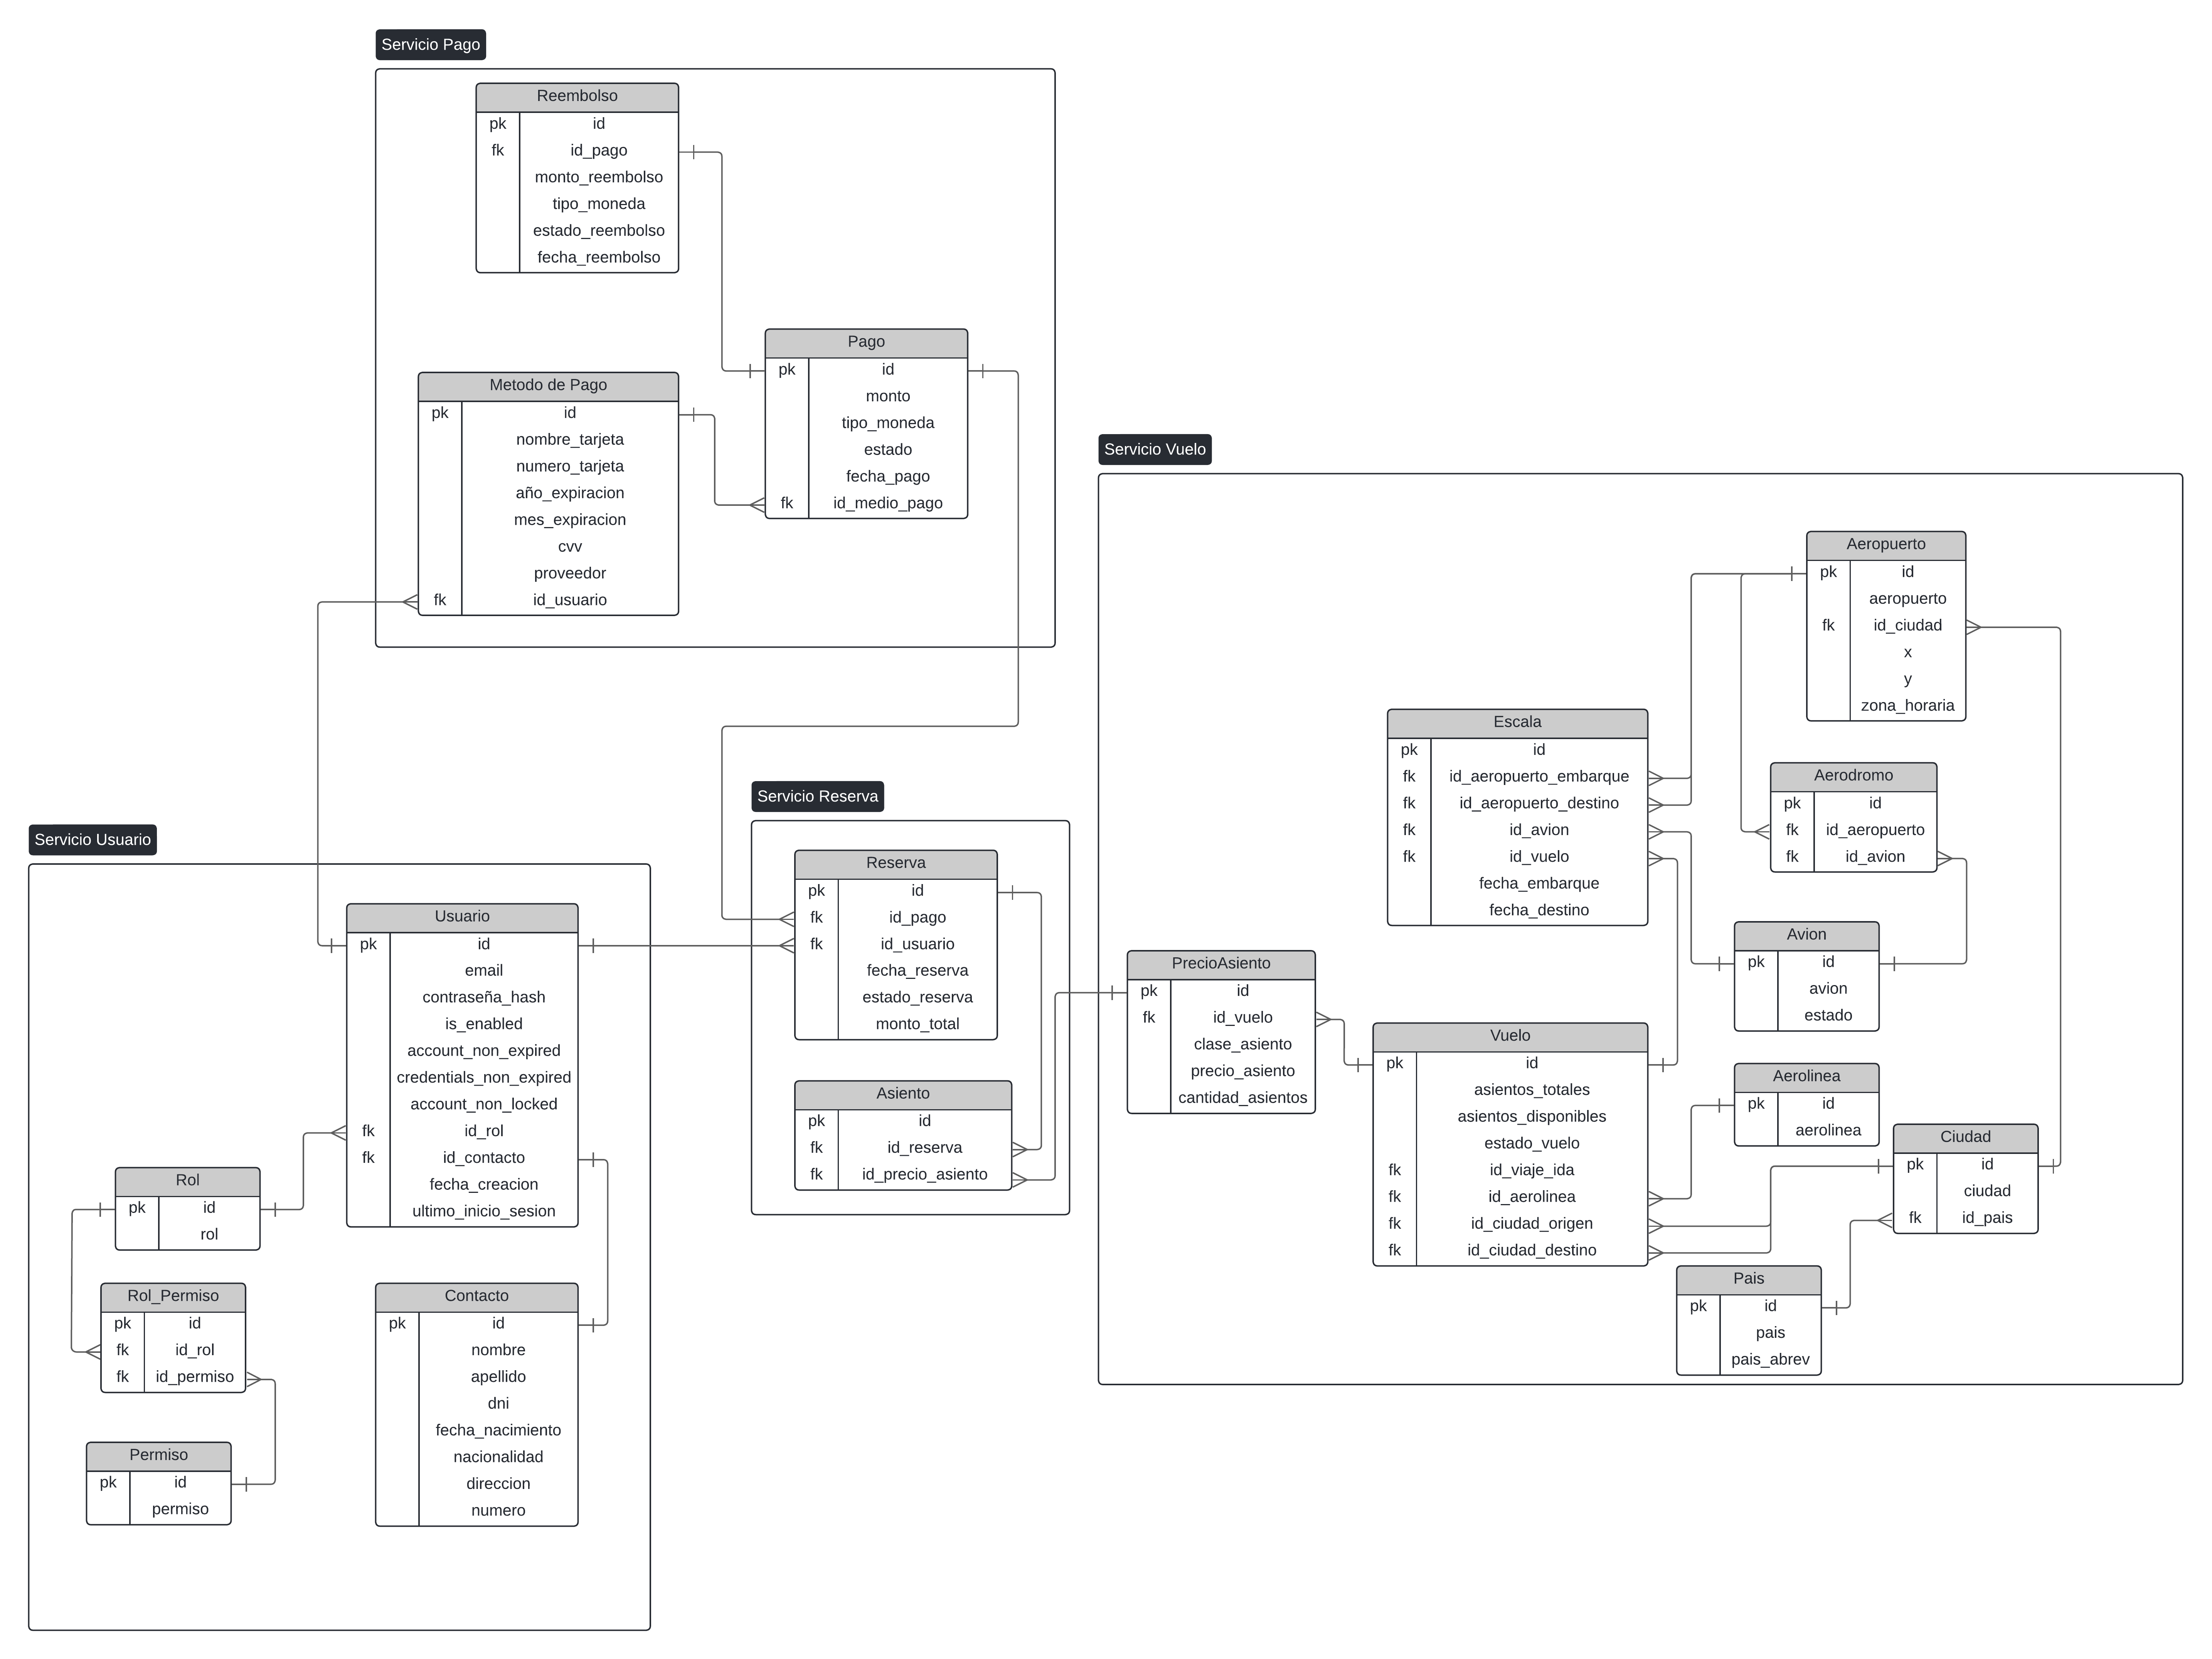 Servicio Pago
Reembolso
pk id
fk id_pago
monto_reembolso
tipo_moneda
estado_reembolso
fecha_reembolso
Pago
pk id
monto
tipo_moneda
estado
fecha_pago
fk id_medio_pago
Metodo de Pago
pk id
nombre_tarjeta
numero_tarjeta
año_expiracion
mes_expiracion
cvv
proveedor
fk id_usuario
Servicio Vuelo
Aeropuerto
pk id
aeropuerto
fk id_ciudad
x
y
zona_horaria
Escala
pk id
fk id_aeropuerto_embarque
fk id_aeropuerto_destino
fk id_avion
fk id_vuelo
fecha_embarque
fecha_destino
Aerodromo
pk id
fk id_aeropuerto
fk id_avion
Avion
pk id
avion
estado
PrecioAsiento
pk id
fk id_vuelo
clase_asiento
precio_asiento
cantidad_asientos
Vuelo
pk id
asientos_totales
asientos_disponibles
estado_vuelo
fk id_viaje_ida
fk id_aerolinea
fk id_ciudad_origen
fk id_ciudad_destino
Aerolinea
pk id
aerolinea
Ciudad
pk id
ciudad
fk id_pais
Pais
pk id
pais
pais_abrev
Servicio Reserva
Reserva
pk id
fk id_pago
fk id_usuario
fecha_reserva
estado_reserva
monto_total
Asiento
pk id
fk id_reserva
fk id_precio_asiento
Servicio Usuario
Usuario
pk id
email
contraseña_hash
is_enabled
account_non_expired
credentials_non_expired
account_non_locked
fk id_rol
fk id_contacto
fecha_creacion
ultimo_inicio_sesion
Rol
pk id
rol
Rol_Permiso
pk id
fk id_rol
fk id_permiso
Permiso
pk id
permiso
Contacto
pk id
nombre
apellido
dni
fecha_nacimiento
nacionalidad
direccion
numero